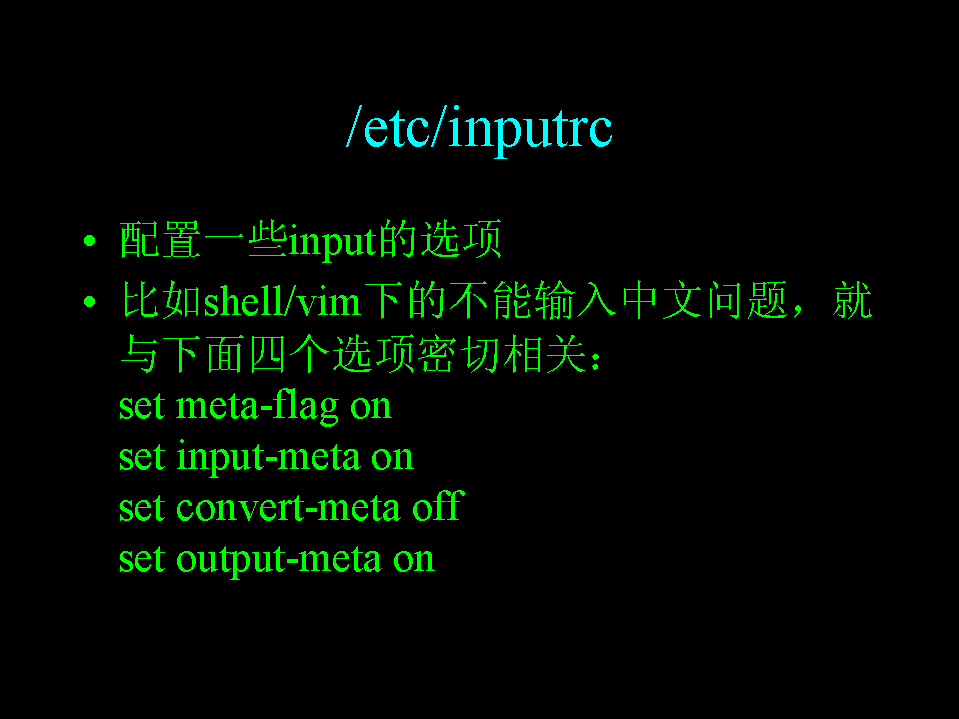 /etc/inputrc
• 配置一些input的选项
• 比如shell/vim下的不能输入中文问题，就
与下面四个选项密切相关：
set meta-flag on
set input-meta on
set convert-meta off
set output-meta on